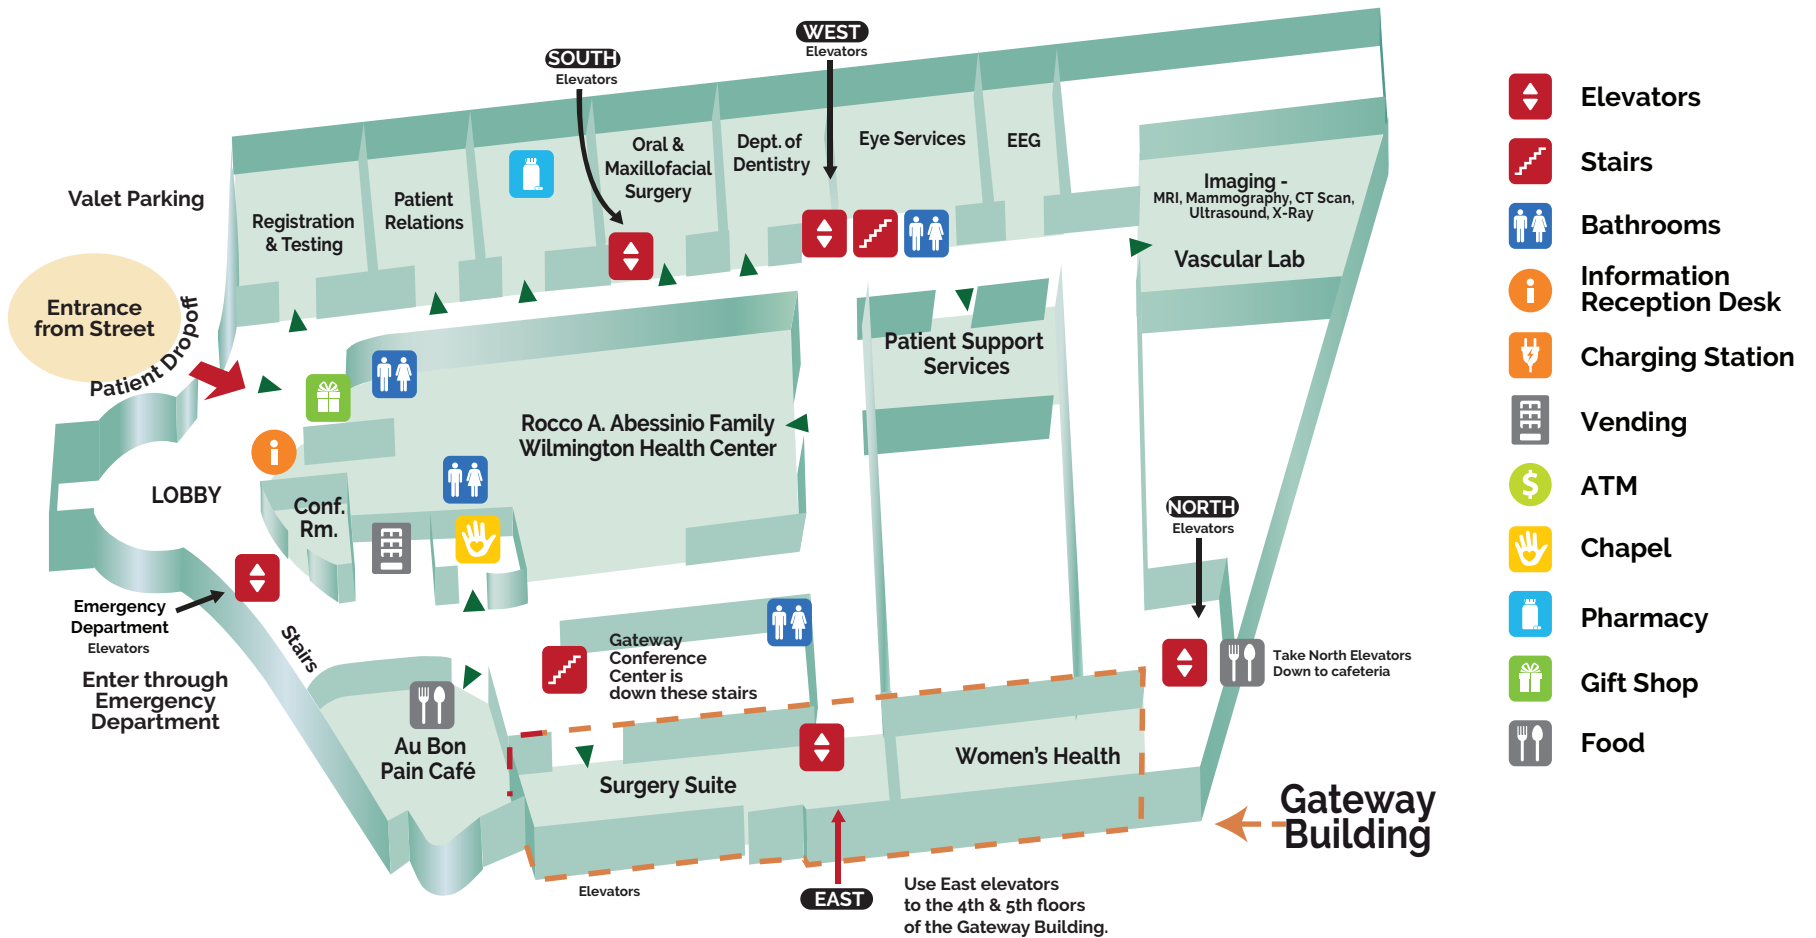 WEST
Elevators
SOUTH
Elevators
Oral &
Maxillofacial
Surgery
Dept. of
Dentistry
Eye Services
EEG
Imaging -
MRI, Mammography, CT Scan,
Ultrasound, X-Ray
Vascular Lab
Valet Parking
Registration
& Testing
Patient
Relations
Entrance
from Street
Patient Dropoff
Patient Support
Services
Rocco A. Abessinio Family
Wilmington Health Center
i
LOBBY
Conf.
Rm.
NORTH
Elevators
Emergency
Department
Elevators
Enter through
Emergency
Department
Stairs
Gateway
Conference
Center is
down these stairs
Take North Elevators
Down to cafeteria
Au Bon
Pain Café
Surgery Suite
Women's Health
Gateway
Building
Elevators
EAST
Use East elevators
to the 4th & 5th floors
of the Gateway Building.
Elevators
Stairs
Bathrooms
i
Information
Reception Desk
Charging Station
Vending
$
ATM
Chapel
Pharmacy
Gift Shop
Food